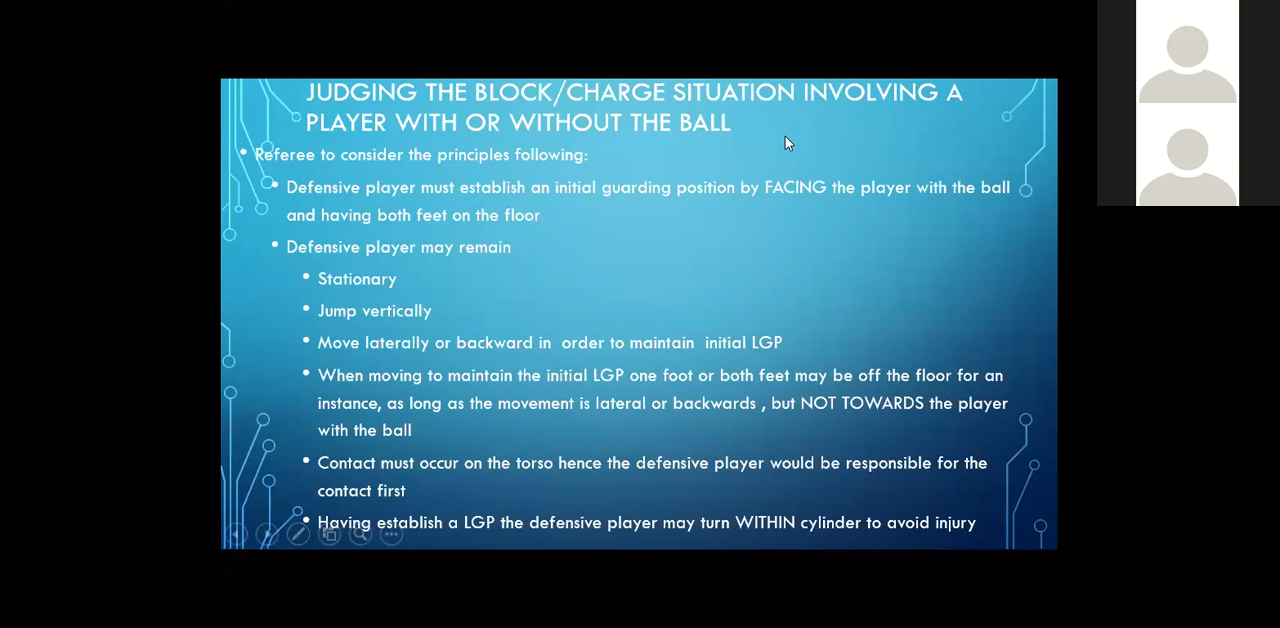 JUDGING THE BLOCK/CHARGE SITUATION INVOLVING A
PLAYER WITH OR WITHOUT THE BALL
• Referee to consider the principles following:
• Defensive player must establish an initial guarding position by FACING the player with the ball
and having both feet on the floor
• Defensive player may remain
• Stationary
• Jump vertically
• Move laterally or backward in  order to maintain  initial LGP
• When moving to maintain the initial LGP one foot or both feet may be off the floor for an
instance, as long as the movement is lateral or backwards , but NOT TOWARDS the player
with the ball
• Contact must occur on the torso hence the defensive player would be responsible for the
contact first
• Having establish a LGP the defensive player may turn WITHIN cylinder to avoid injury